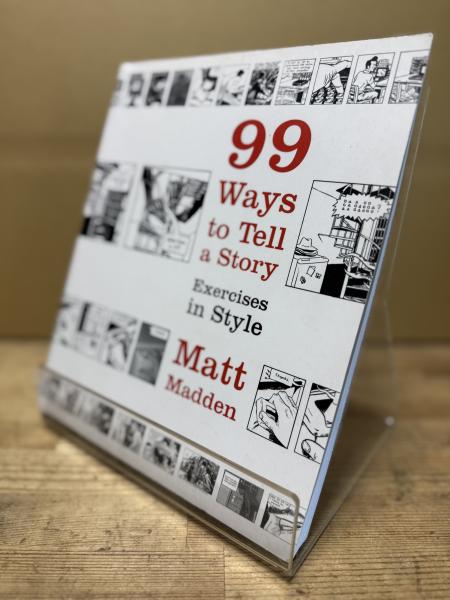 99
Ways
to Tell
a Story
Exercises
in Style
Matt
Madden